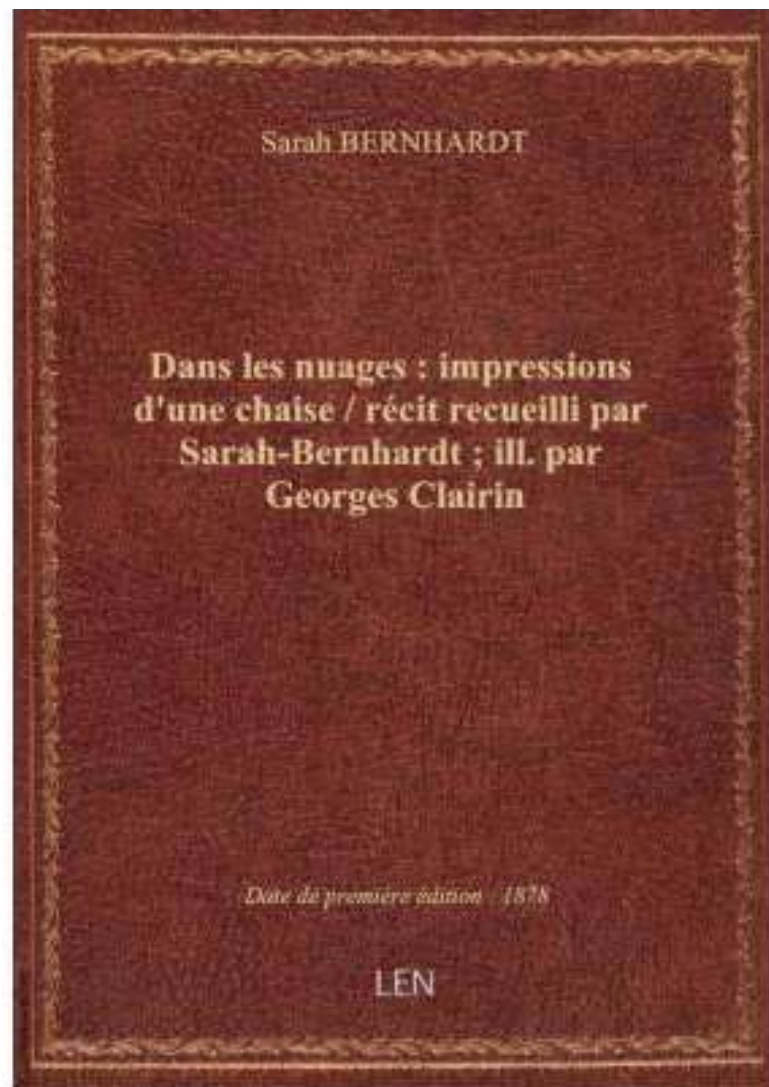 Sarah BERNHARDT
Dans les nuages : impressions
d'une chaise / récit recueilli par
Sarah-Bernhardt ; ill. par
Georges Clairin
Date de première édition : 1878
LEN